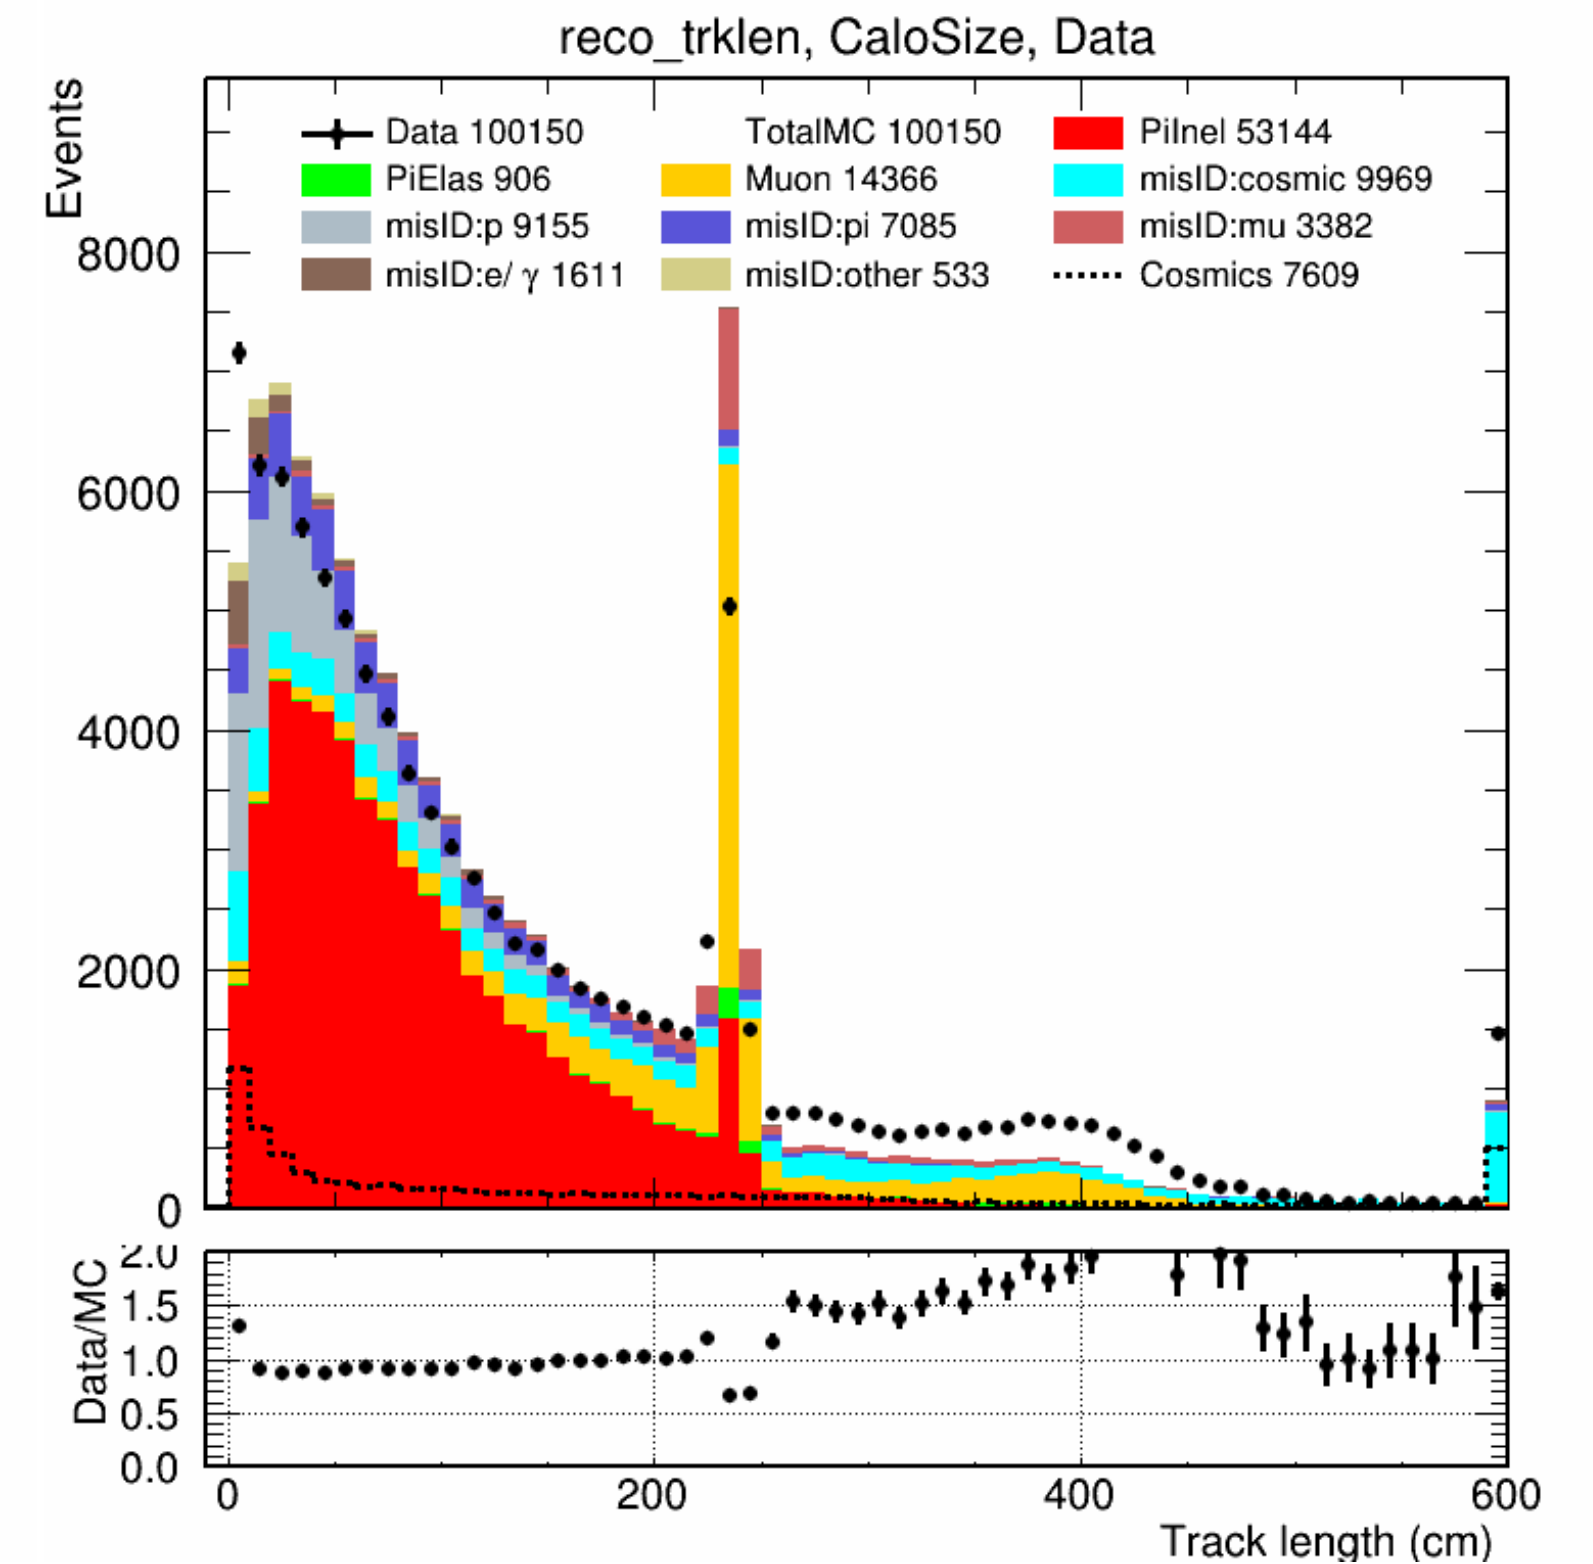 reco_trklen, CaloSize, Data
Events
Data 100150 TotalMC 100150 PiInel 53144
PiElas 906 Muon 14366 misID:cosmic 9969
misID:p 9155 misID:pi 7085 misID:mu 3382
misID:e/ γ 1611 misID:other 533 Cosmics 7609
8000
6000
4000
2000
0
Data/MC
2.0
1.5
1.0
0.5
0.0
0 200 400 600
Track length (cm)